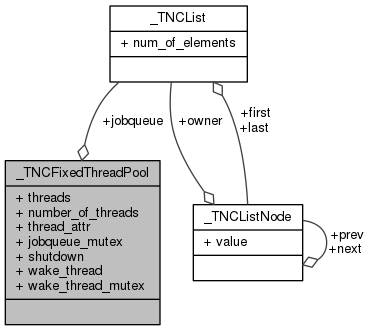 _TNCList
+ num_of_elements
+jobqueue
+owner
+first
+last
_TNCFixedThreadPool
+ threads
+ number_of_threads
+ thread_attr
+ jobqueue_mutex
+ shutdown
+ wake_thread
+ wake_thread_mutex
_TNCListNode
+ value
+prev
+next